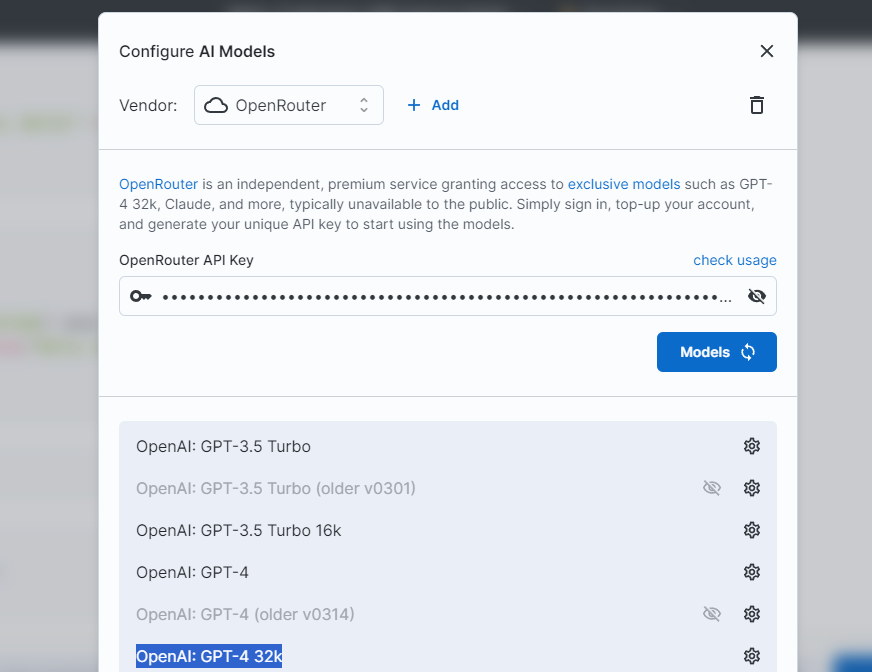 Configure AI Models
Vendor: OpenRouter Add
OpenRouter is an independent, premium service granting access to exclusive models such as GPT-
4 32k, Claude, and more, typically unavailable to the public. Simply sign in, top-up your account,
and generate your unique API key to start using the models.
OpenRouter API Key check usage
Models
OpenAI: GPT-3.5 Turbo
OpenAI: GPT-3.5 Turbo (older v0301)
OpenAI: GPT-3.5 Turbo 16k
OpenAI: GPT-4
OpenAI: GPT-4 (older v0314)
OpenAI: GPT-4 32k